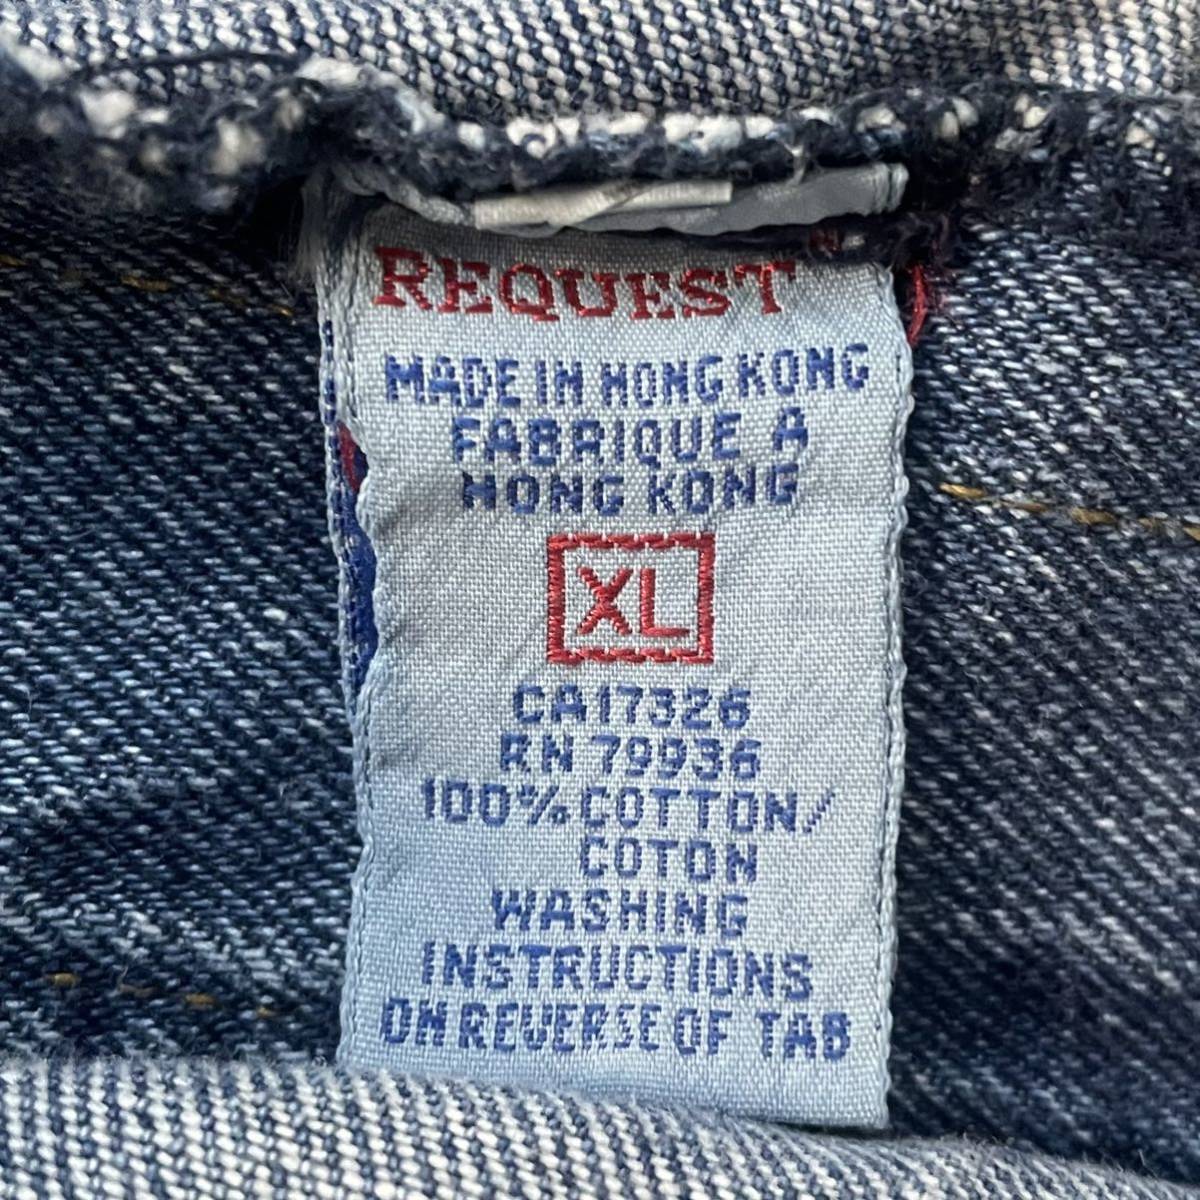 REQUEST
MADE IN HONG KONG
FABRIQUE A
HONG KONG
XL
CA17326
RN 79936
100% COTTON/
COTON
WASHING
INSTRUCTIONS
ON REVERSE OF TAB